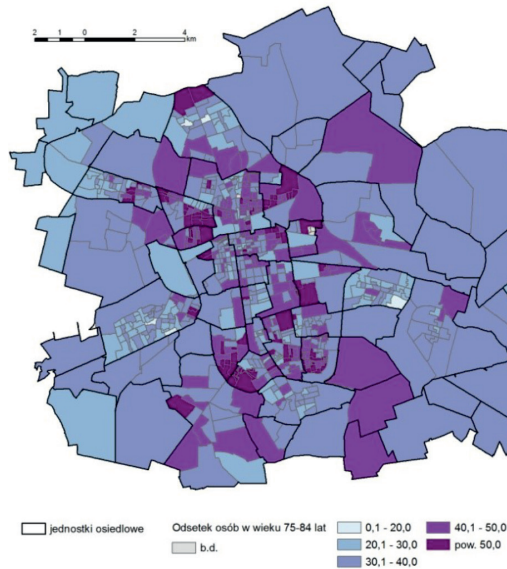 2 1 0 2 4
km
jednostki osiedlowe
Odsetek osób w wieku 75-84 lat
b.d.
0,1 - 20,0
20,1 - 30,0
30,1 - 40,0
40,1 - 50,0
pow. 50,0